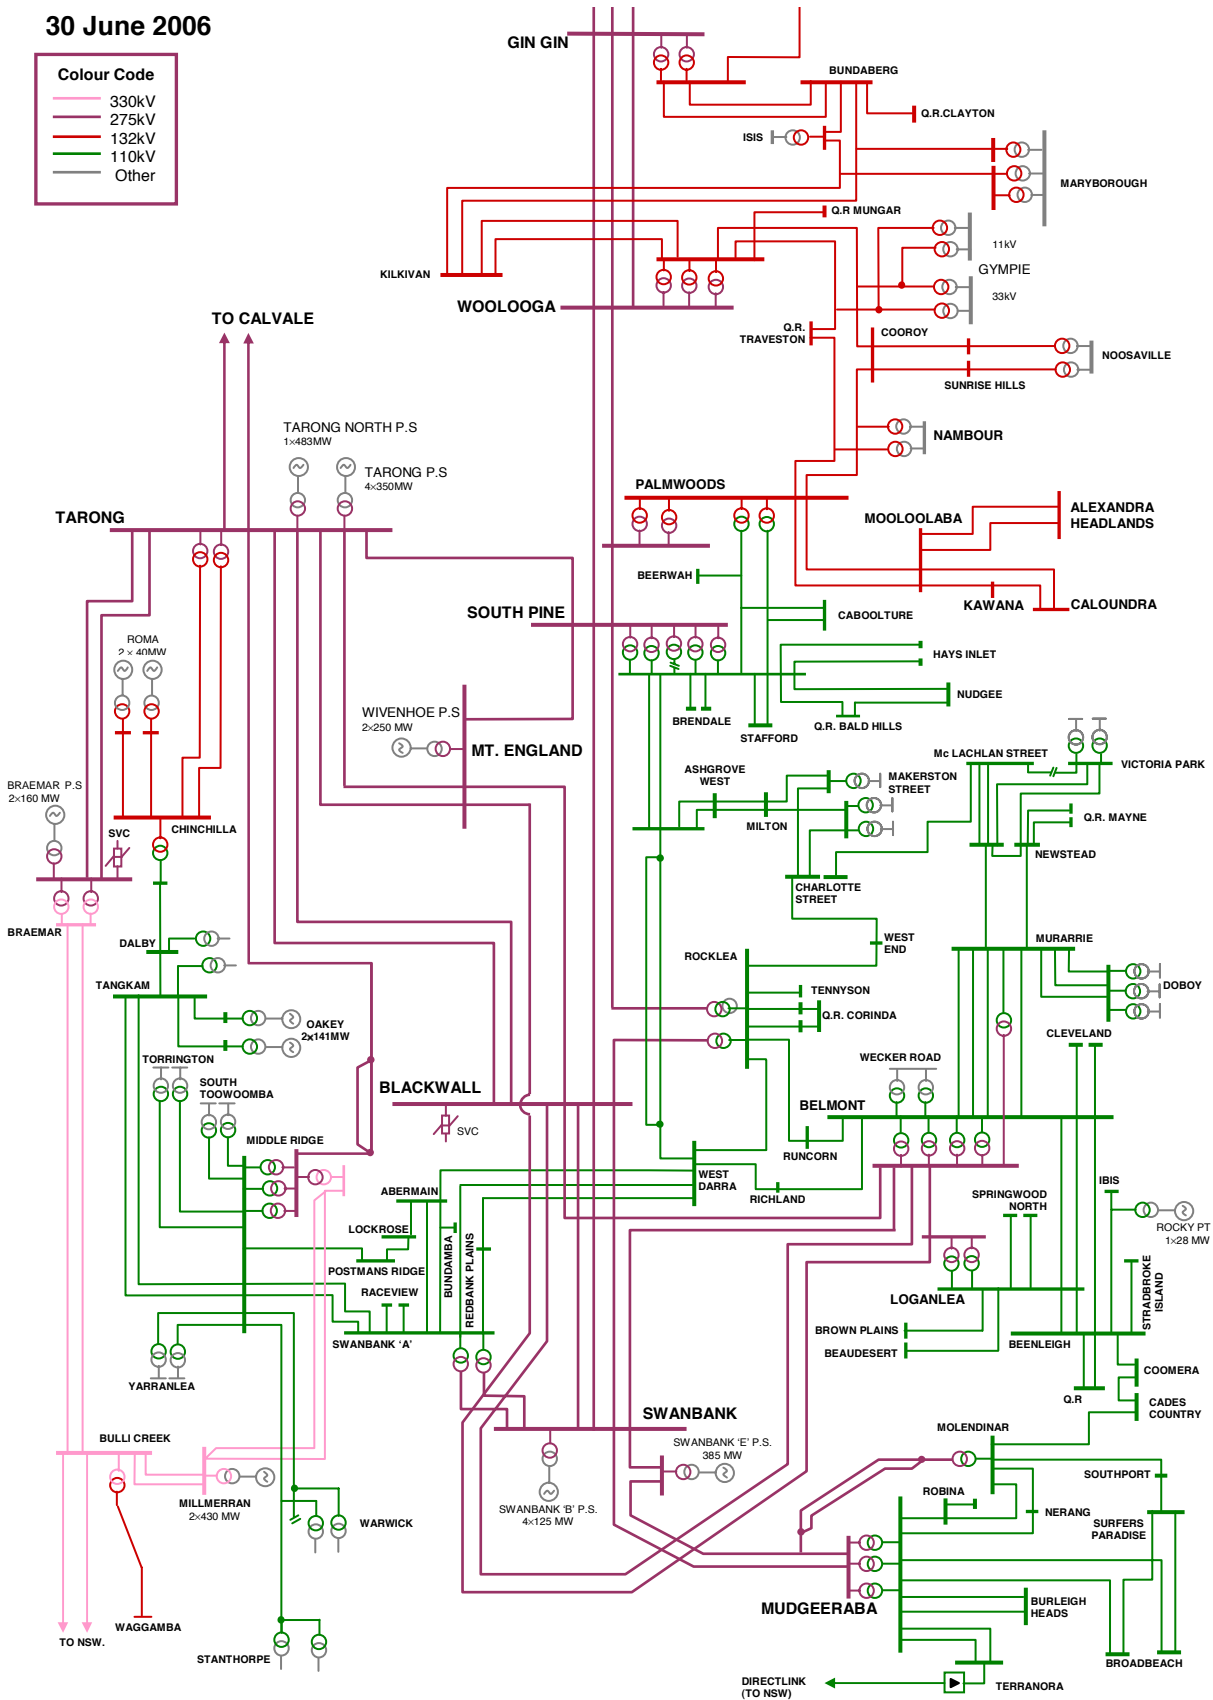 30 June 2006
Colour Code
330kV
275kV
132kV
110kV
Other
GIN GIN
BUNDABERG
Q.R.CLAYTON
ISIS
MARYBOROUGH
Q.R MUNGAR
11kV
GYMPIE
33kV
KILKIVAN
WOOLOOGA
Q.R.
TRAVESTON
COOROY
NOOSAVILLE
SUNRISE HILLS
TO CALVALE
NAMBOUR
TARONG NORTH P.S
1×483MW
TARONG P.S
4×350MW
PALMWOODS
TARONG
MOOLOOLABA
ALEXANDRA
HEADLANDS
BEERWAH
KAWANA
CALOUNDRA
SOUTH PINE
CABOOLTURE
ROMA
2 × 40MW
HAYS INLET
NUDGEE
WIVENHOE P.S
2×250 MW
BRENDALE
STAFFORD
Q.R. BALD HILLS
MT. ENGLAND
Mc LACHLAN STREET
VICTORIA PARK
BRAEMAR P.S
2×160 MW
ASHGROVE
WEST
MAKERSTON
STREET
MILTON
Q.R. MAYNE
SVC
CHINCHILLA
NEWSTEAD
CHARLOTTE
STREET
BRAEMAR
DALBY
WEST
END
MURARRIE
ROCKLEA
TANGKAM
TENNYSON
Q.R. CORINDA
DOBOY
OAKEY
2×141MW
CLEVELAND
TORRINGTON
SOUTH
TOOWOOMBA
WECKER ROAD
BLACKWALL
BELMONT
SVC
MIDDLE RIDGE
RUNCORN
WEST
DARRA
RICHLAND
IBIS
ABERMAIN
SPRINGWOOD
NORTH
LOCKROSE
ROCKY PT
1×28 MW
BUNDAMBA
REDBANK PLAINS
POSTMANS RIDGE
RACEVIEW
LOGANLEA
STRADBROKE
ISLAND
SWANBANK 'A'
BROWN PLAINS
BEAUDESERT
BEENLEIGH
YARRANLEA
COOMERA
Q.R
CADES
COUNTRY
SWANBANK
MOLENDINAR
BULLI CREEK
SWANBANK 'E' P.S.
385 MW
SOUTHPORT
MILLMERRAN
2×430 MW
SWANBANK 'B' P.S.
4×125 MW
ROBINA
NERANG
SURFERS
PARADISE
WARWICK
MUDGEERABA
BURLEIGH
HEADS
WAGGAMBA
TO NSW.
STANTHORPE
BROADBEACH
DIRECTLINK
(TO NSW)
TERRANORA